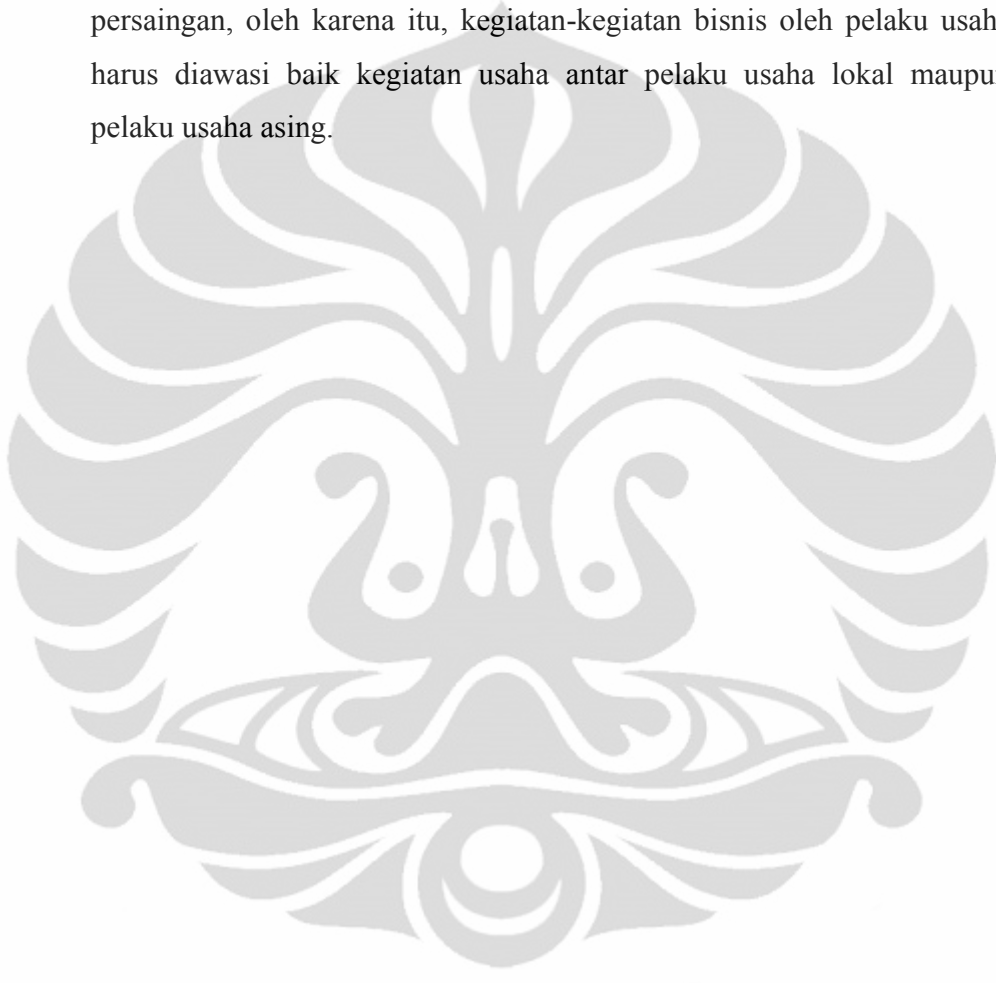 persaingan, oleh karena itu, kegiatan-kegiatan bisnis oleh pelaku usah
harus diawasi baik kegiatan usaha antar pelaku usaha lokal maupu
pelaku usaha asing.